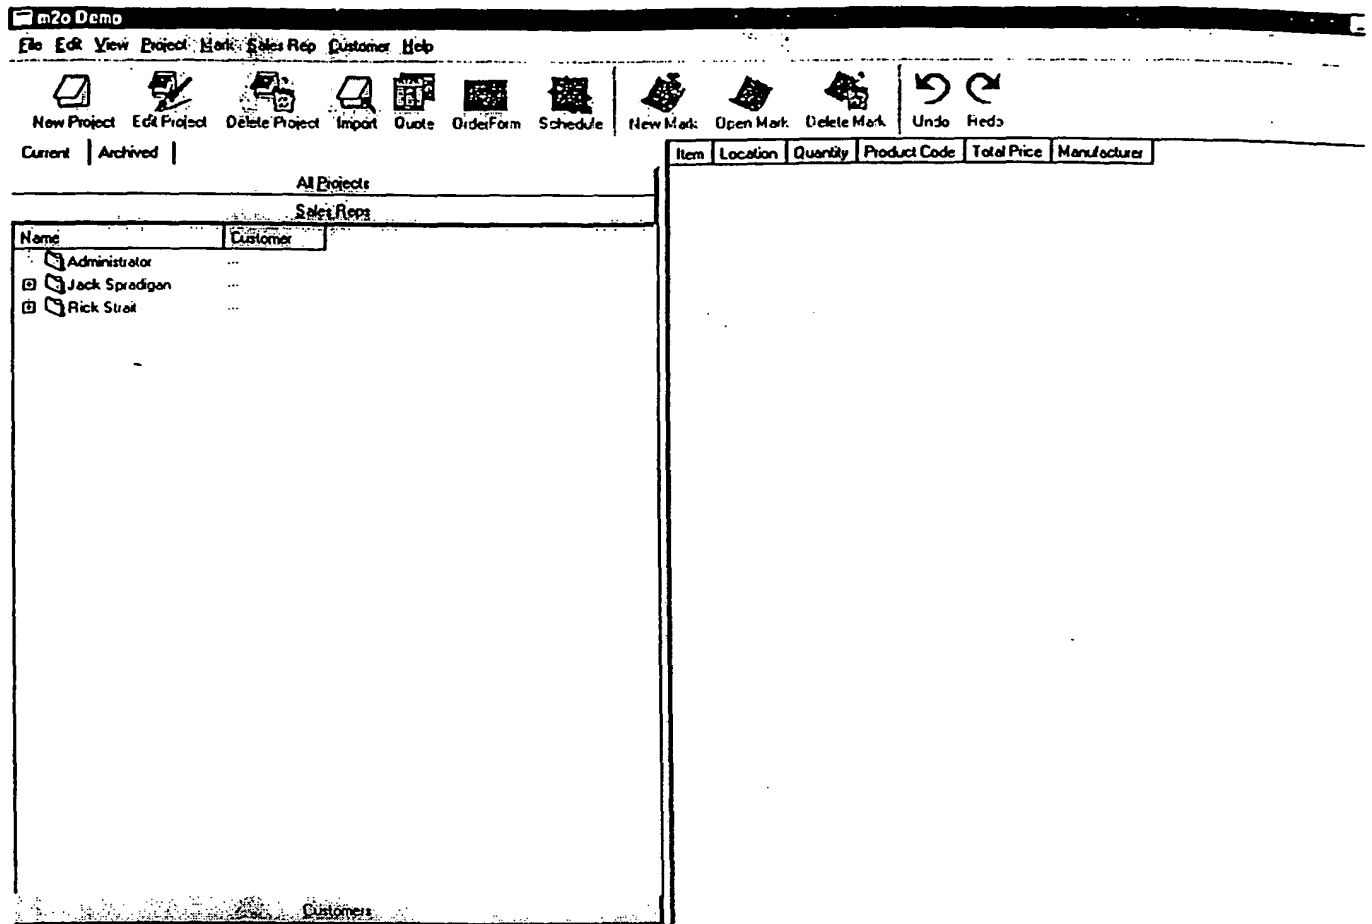 m2o Demo
File Edit View Project Mark Sales Rep Customer Help
New Project Edit Project Delete Project Import Quote OrderForm Schedule New Mark Open Mark Delete Mark Undo Redo
Current Archived
Item Location Quantity Product Code Total Price Manufacturer
All Projects
Sales Reps
Name Customer
Administrator ...
Jack Spradigan ...
Rick Strait ...
Customers